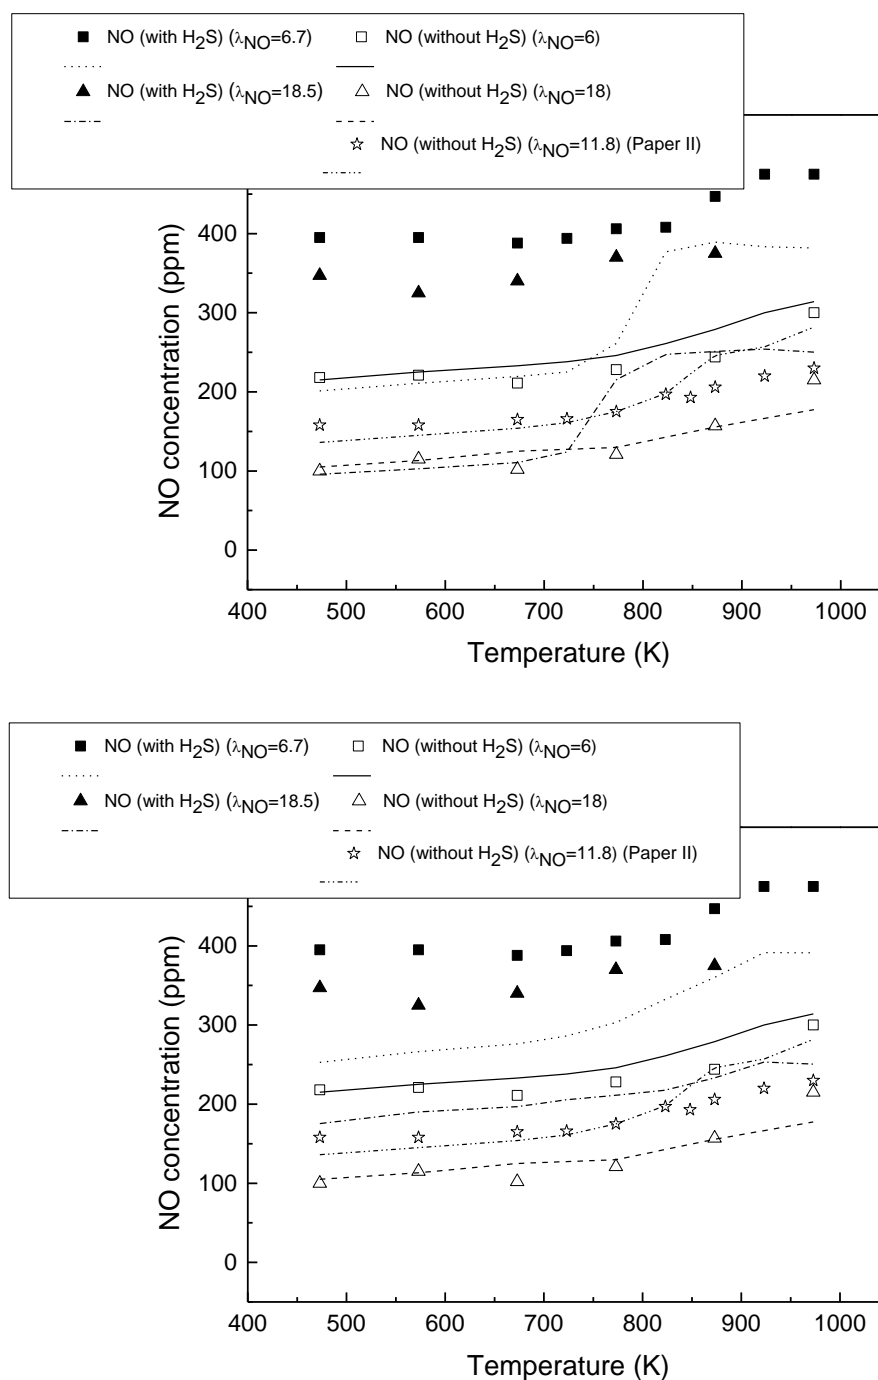 NO (with H2S) (λNO=6.7) NO (without H2S) (λNO=6)
NO (with H2S) (λNO=18.5) NO (without H2S) (λNO=18)
NO (without H2S) (λNO=11.8) (Paper II)
NO concentration (ppm)
400
300
200
100
0
400 500 600 700 800 900 1000
Temperature (K)
NO (with H2S) (λNO=6.7) NO (without H2S) (λNO=6)
NO (with H2S) (λNO=18.5) NO (without H2S) (λNO=18)
NO (without H2S) (λNO=11.8) (Paper II)
NO concentration (ppm)
400
300
200
100
0
400 500 600 700 800 900 1000
Temperature (K)